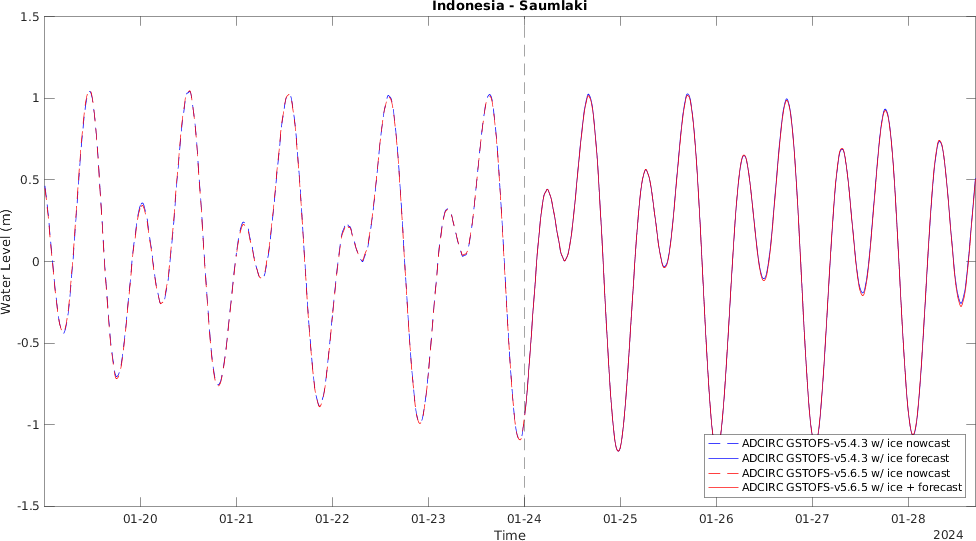 Indonesia - Saumlaki
1.5
1
0.5
0
-0.5
-1
-1.5
Water Level (m)
01-20 01-21 01-22 01-23 01-24 01-25 01-26 01-27 01-28
Time
2024
ADCIRC GSTOFS-v5.4.3 w/ ice nowcast
ADCIRC GSTOFS-v5.4.3 w/ ice forecast
ADCIRC GSTOFS-v5.6.5 w/ ice nowcast
ADCIRC GSTOFS-v5.6.5 w/ ice + forecast